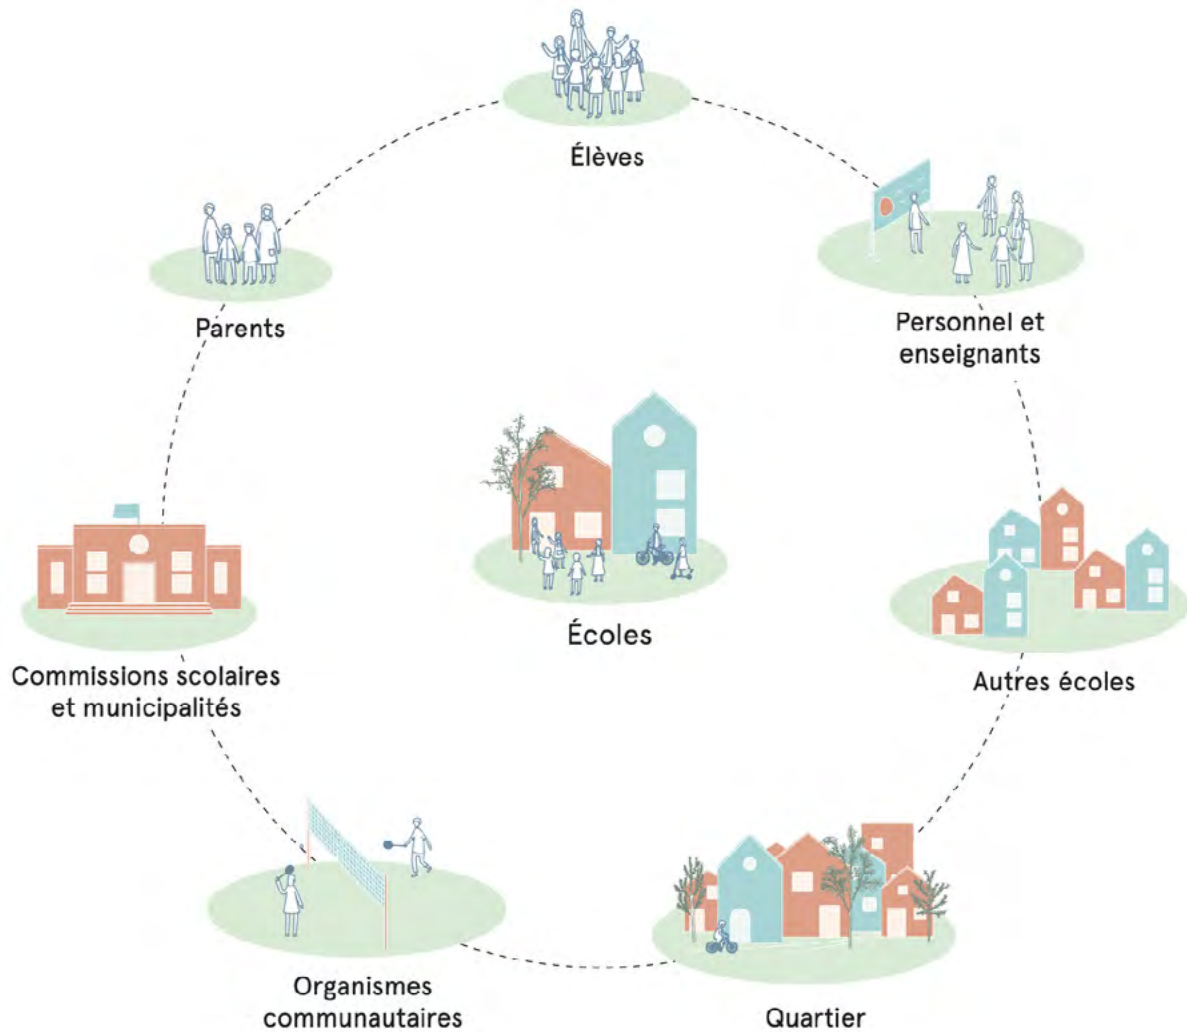 Élèves
Personnel et
enseignants
Parents
Écoles
Commissions scolaires
et municipalités
Autres écoles
Organismes
communautaires
Quartier